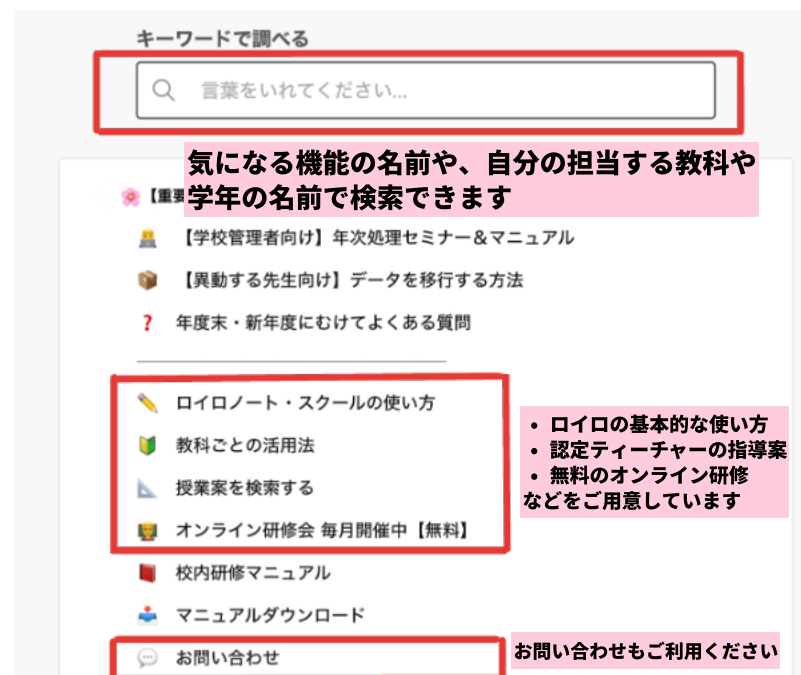 キーワードで調べる
言葉をいれてください...
気になる機能の名前や、自分の担当する教科や
学年の名前で検索できます
【重要
【学校管理者向け】年次処理セミナー＆マニュアル
【異動する先生向け】データを移行する方法
年度末・新年度にむけてよくある質問
ロイロノート・スクールの使い方
教科ごとの活用法
授業案を検索する
オンライン研修会 毎月開催中【無料】
・ ロイロの基本的な使い方
・ 認定ティーチャーの指導案
・ 無料のオンライン研修
などをご用意しています
校内研修マニュアル
マニュアルダウンロード
お問い合わせ
お問い合わせもご利用ください